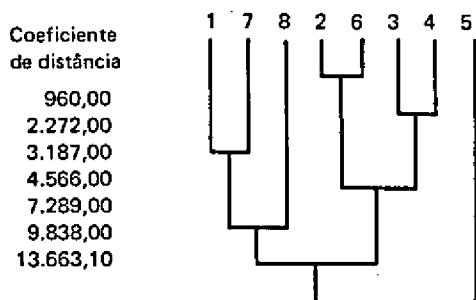 1 7 8 2 6 3 4 5
Coeficiente
de distância
960,00
2.272,00
3.187,00
4.566,00
7.289,00
9.838,00
13.663,10